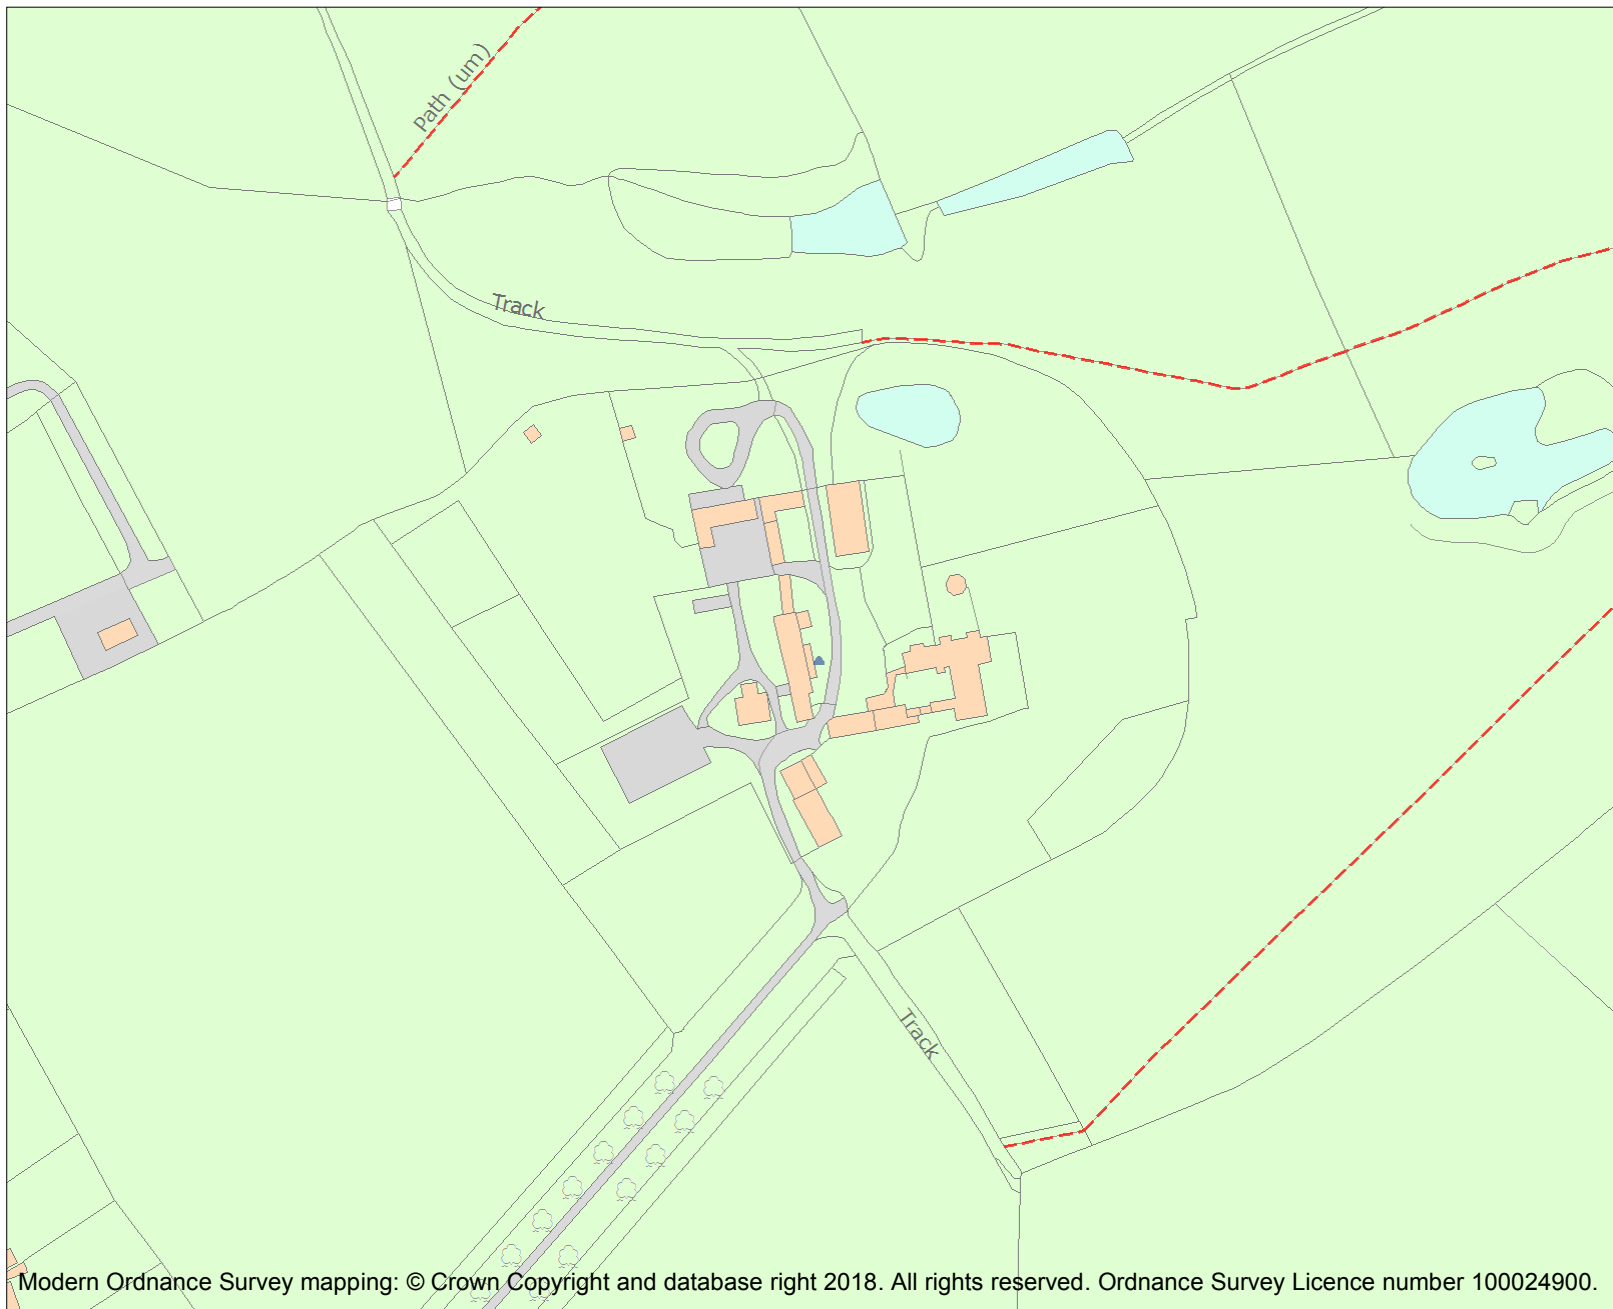 Path (um)
Track
Track
Modern Ordnance Survey mapping: © Crown Copyright and database right 2018. All rights reserved. Ordnance Survey Licence number 100024900.